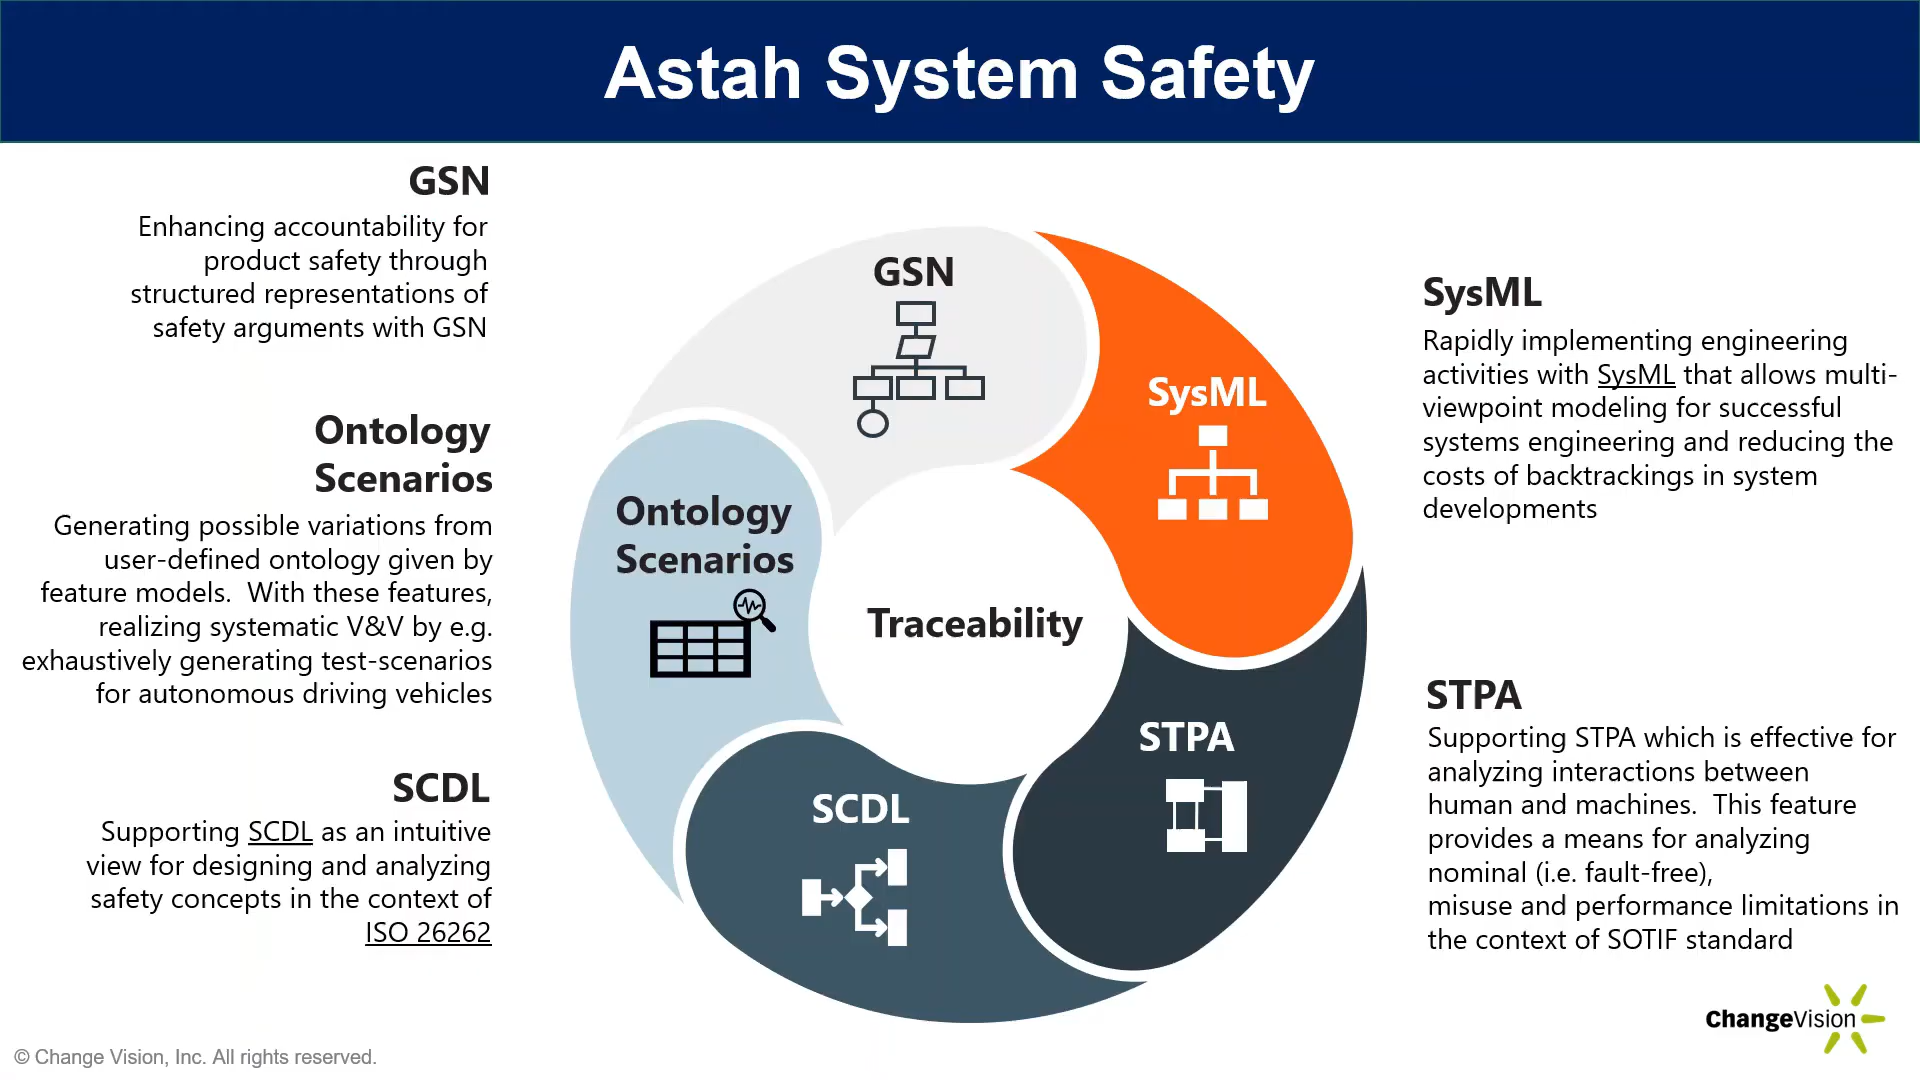 Astah System Safety
GSN
Enhancing accountability for
product safety through
structured representations of
safety arguments with GSN
Ontology
Scenarios
Generating possible variations from
user-defined ontology given by
feature models.  With these features,
realizing systematic V&V by e.g.
exhaustively generating test-scenarios
for autonomous driving vehicles
SCDL
Supporting SCDL as an intuitive
view for designing and analyzing
safety concepts in the context of
ISO 26262
GSN
SysML
Ontology
Scenarios
Traceability
STPA
SCDL
SysML
Rapidly implementing engineering
activities with SysML that allows multi-
viewpoint modeling for successful
systems engineering and reducing the
costs of backtrackings in system
developments
STPA
Supporting STPA which is effective for
analyzing interactions between
human and machines.  This feature
provides a means for analyzing
nominal (i.e. fault-free),
misuse and performance limitations in
the context of SOTIF standard
ChangeVision
© Change Vision, Inc. All rights reserved.